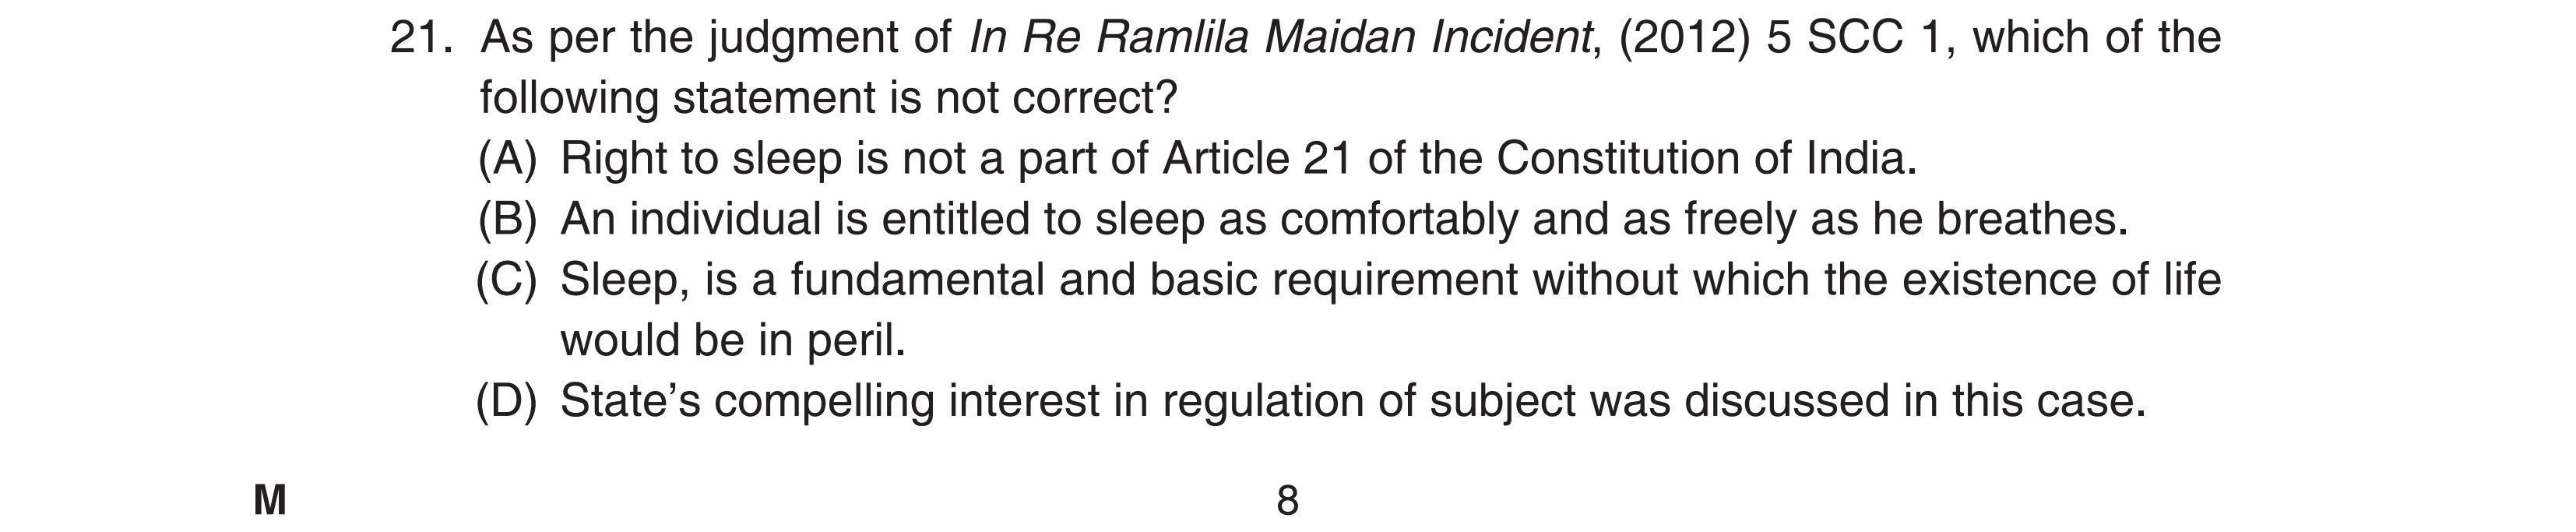 21. As per the judgment of In Re Ramlila Maidan Incident, (2012) 5 SCC 1, which of the
following statement is not correct?
(A) Right to sleep is not a part of Article 21 of the Constitution of India.
(B) An individual is entitled to sleep as comfortably and as freely as he breathes.
(C) Sleep, is a fundamental and basic requirement without which the existence of life
would be in peril.
(D) State’s compelling interest in regulation of subject was discussed in this case.
M 8